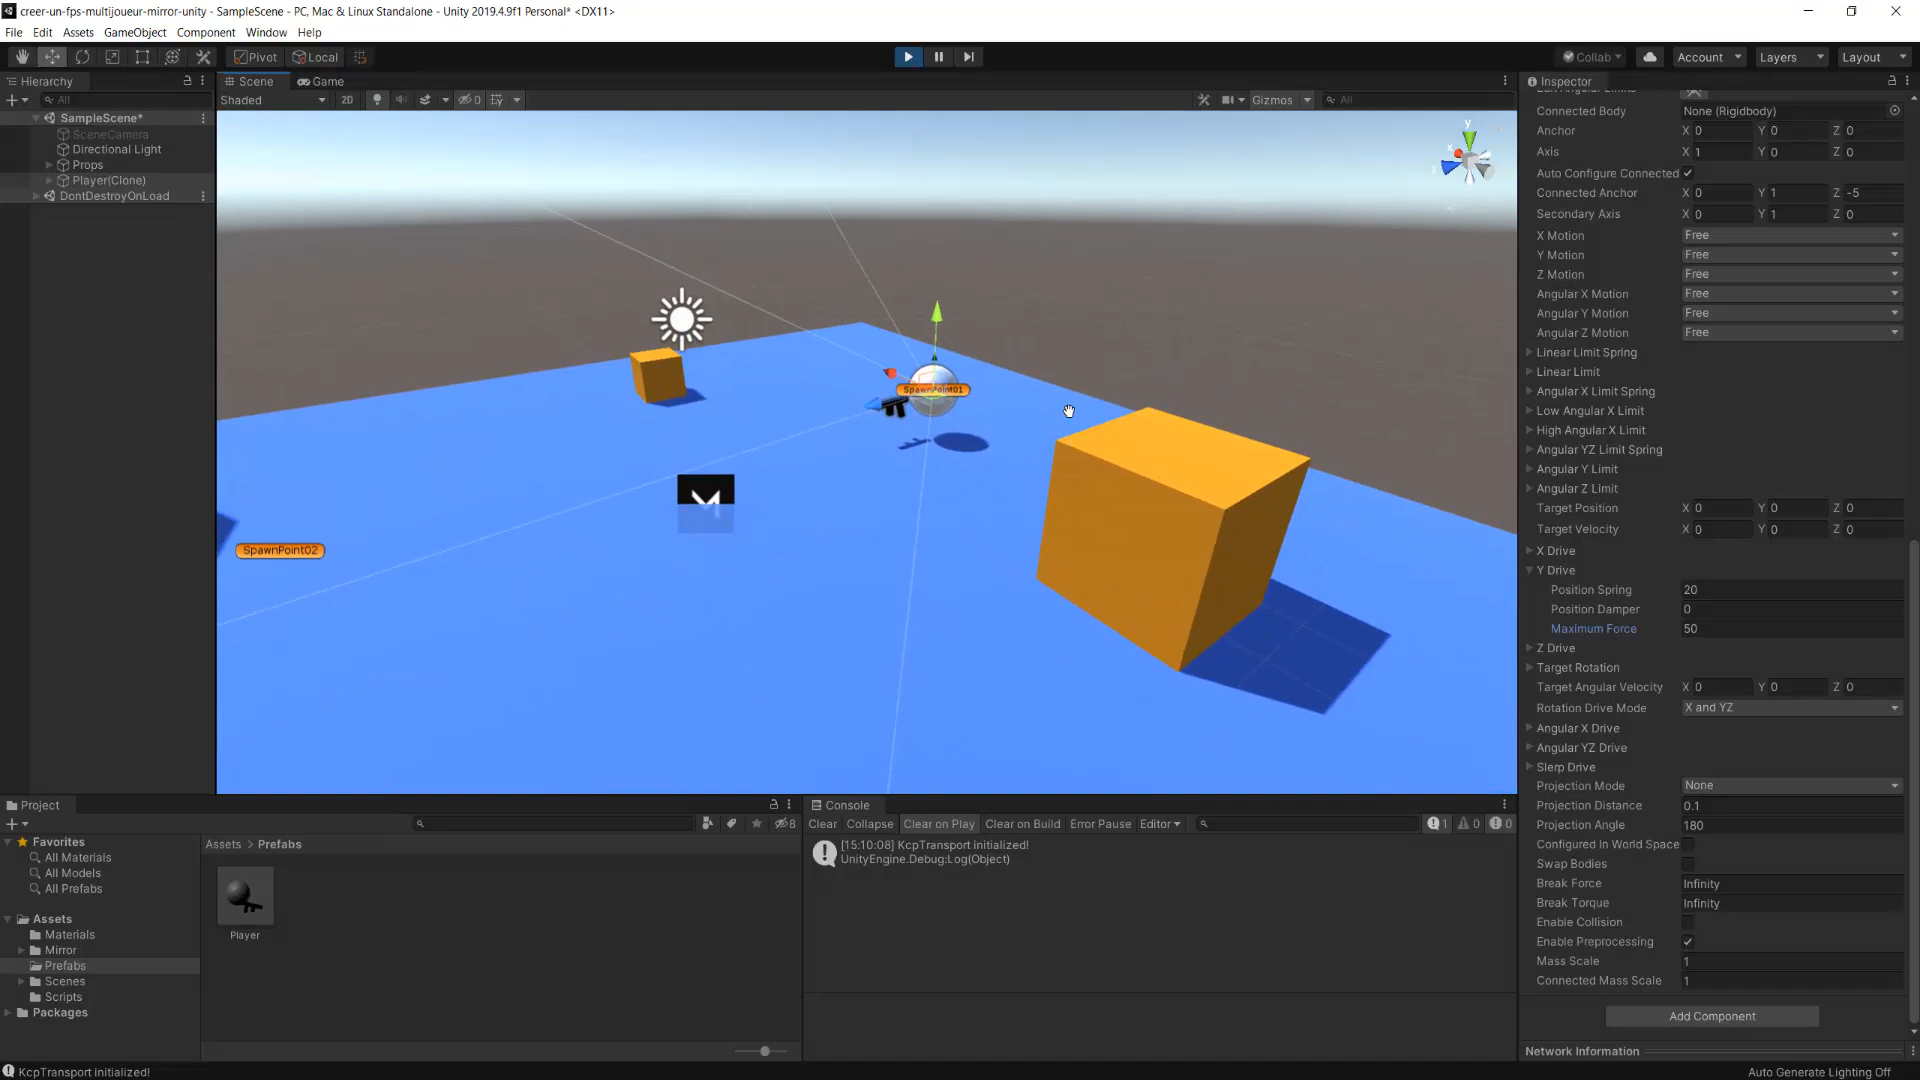 creer-un-fps-multijoueur-mirror-unity - SampleScene - PC, Mac & Linux Standalone - Unity 2019.4.9f1 Personal* <DX11>
File Edit Assets GameObject Component Window Help
Pivot Local Collab Account Layers Layout
Hierarchy
All
SampleScene*
SceneCamera
Directional Light
Props
Player(Clone)
DontDestroyOnLoad
Scene Game
Shaded 2D 0 Gizmos All
y
x
z
SpawnPoint01
SpawnPoint02
Inspector
Connected Body None (Rigidbody)
Anchor X 0 Y 0 Z 0
Axis X 1 Y 0 Z 0
Auto Configure Connected
Connected Anchor X 0 Y 1 Z -5
Secondary Axis X 0 Y 1 Z 0
X Motion Free
Y Motion Free
Z Motion Free
Angular X Motion Free
Angular Y Motion Free
Angular Z Motion Free
Linear Limit Spring
Linear Limit
Angular X Limit Spring
Low Angular X Limit
High Angular X Limit
Angular YZ Limit Spring
Angular Y Limit
Angular Z Limit
Target Position X 0 Y 0 Z 0
Target Velocity X 0 Y 0 Z 0
X Drive
Y Drive
Position Spring 20
Position Damper 0
Maximum Force 50
Z Drive
Target Rotation
Target Angular Velocity X 0 Y 0 Z 0
Rotation Drive Mode X and YZ
Angular X Drive
Angular YZ Drive
Slerp Drive
Projection Mode None
Projection Distance 0.1
Projection Angle 180
Configured In World Space
Swap Bodies
Break Force Infinity
Break Torque Infinity
Enable Collision
Enable Preprocessing
Mass Scale 1
Connected Mass Scale 1
Add Component
Network Information
Project
8
Favorites
All Materials
All Models
All Prefabs
Assets
Materials
Mirror
Prefabs
Scenes
Scripts
Packages
Assets > Prefabs
Player
Console
Clear Collapse Clear on Play Clear on Build Error Pause Editor 1 0 0
[15:10:08] KcpTransport initialized!
UnityEngine.Debug:Log(Object)
KcpTransport initialized!
Auto Generate Lighting Off